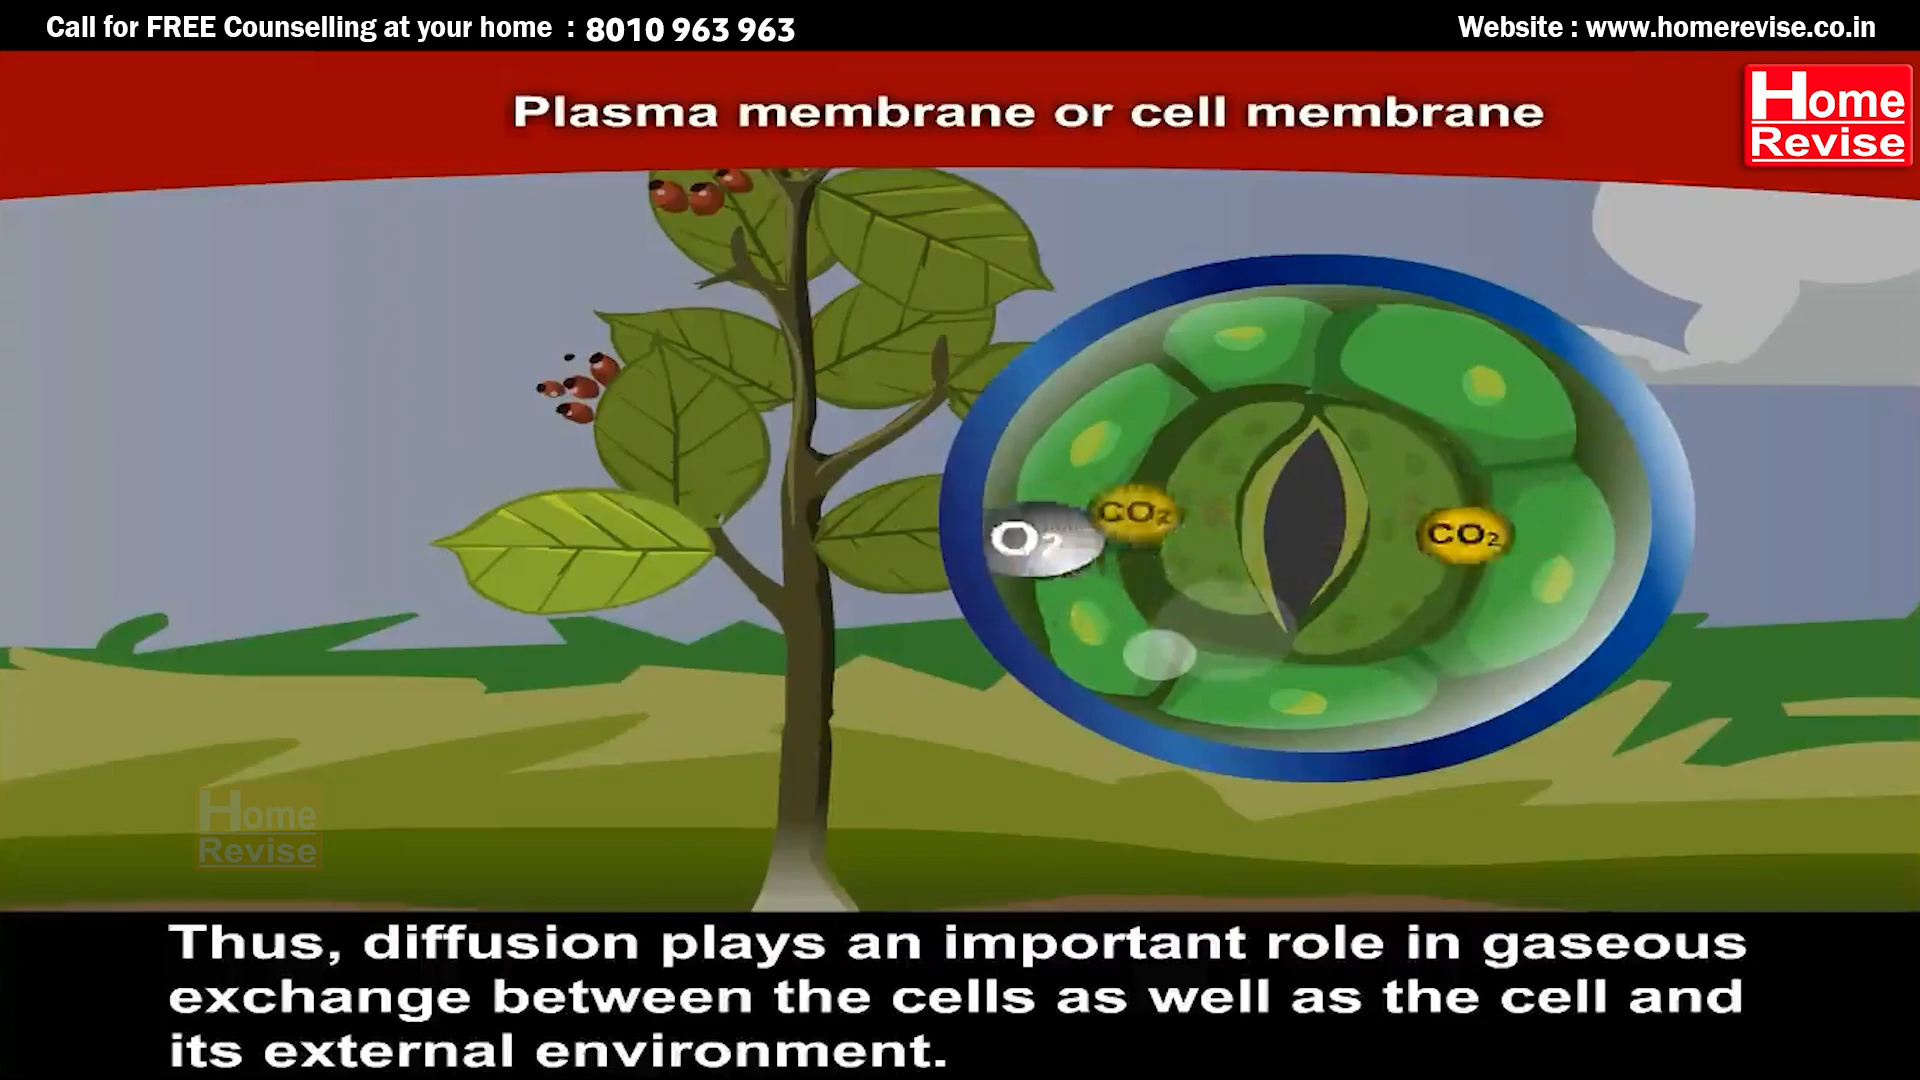 Call for FREE Counselling at your home : 8010 963 963
Website : www.homerevise.co.in
Plasma membrane or cell membrane
Home
Revise
O₂
CO₂
CO₂
Home
Revise
Thus, diffusion plays an important role in gaseous
exchange between the cells as well as the cell and
its external environment.